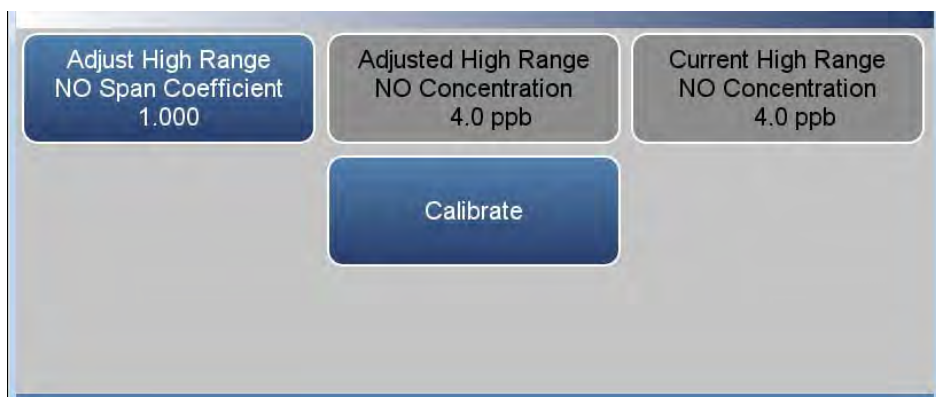 Adjust High Range
NO Span Coefficient
1.000
Adjusted High Range
NO Concentration
4.0 ppb
Current High Range
NO Concentration
4.0 ppb
Calibrate